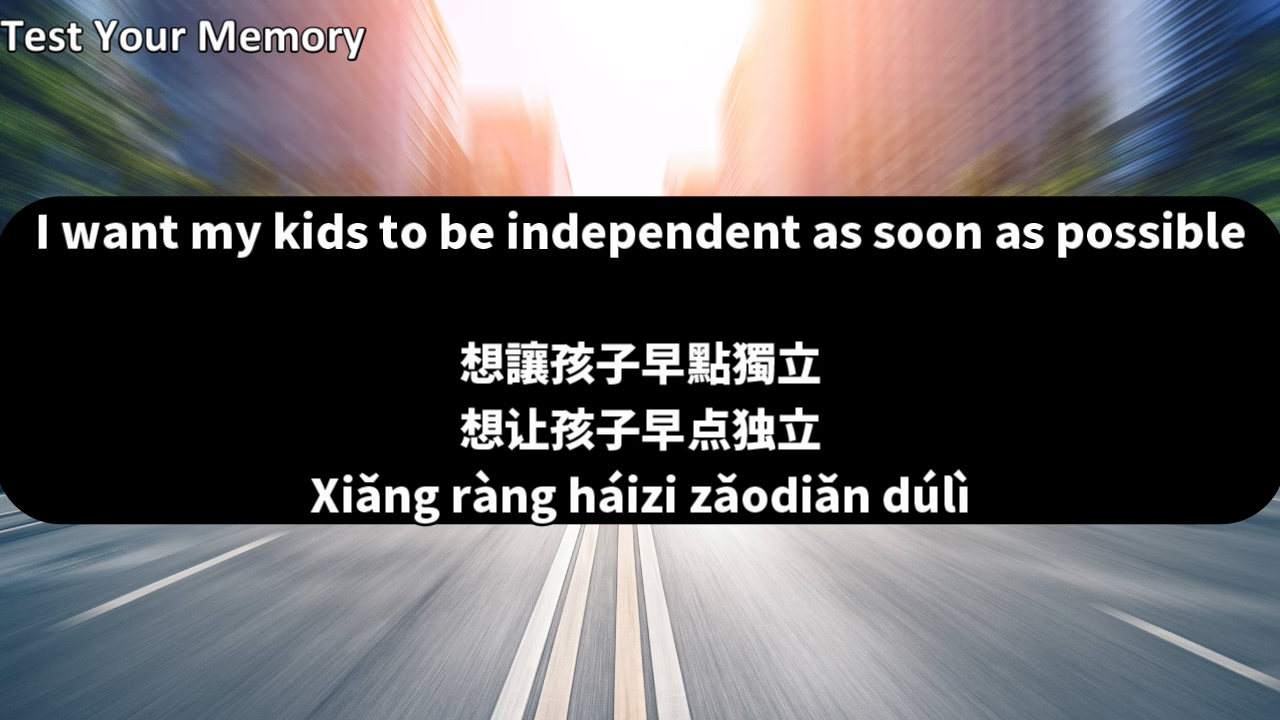 Test Your Memory
I want my kids to be independent as soon as possible
想讓孩子早點獨立
想让孩子早点独立
Xiǎng ràng háizi zǎodiǎn dúlì